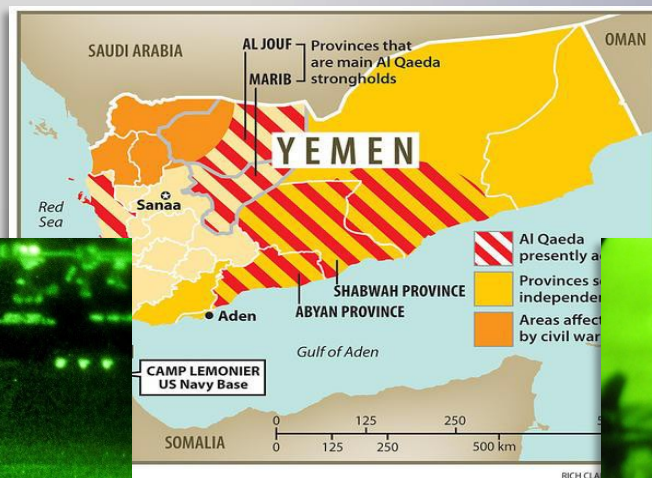 SAUDI ARABIA
AL JOUF
MARIB
Provinces that
are main Al Qaeda
strongholds
OMAN
YEMEN
Red
Sea
Sanaa
Al Qaeda
presently
Provinces
SHABWAH PROVINCE
ABYAN PROVINCE
Areas
by civil war
Aden
Gulf of Aden
CAMP LEMONIER
US Navy Base
0 125 250
0 125 250 500 km
SOMALIA
RICH